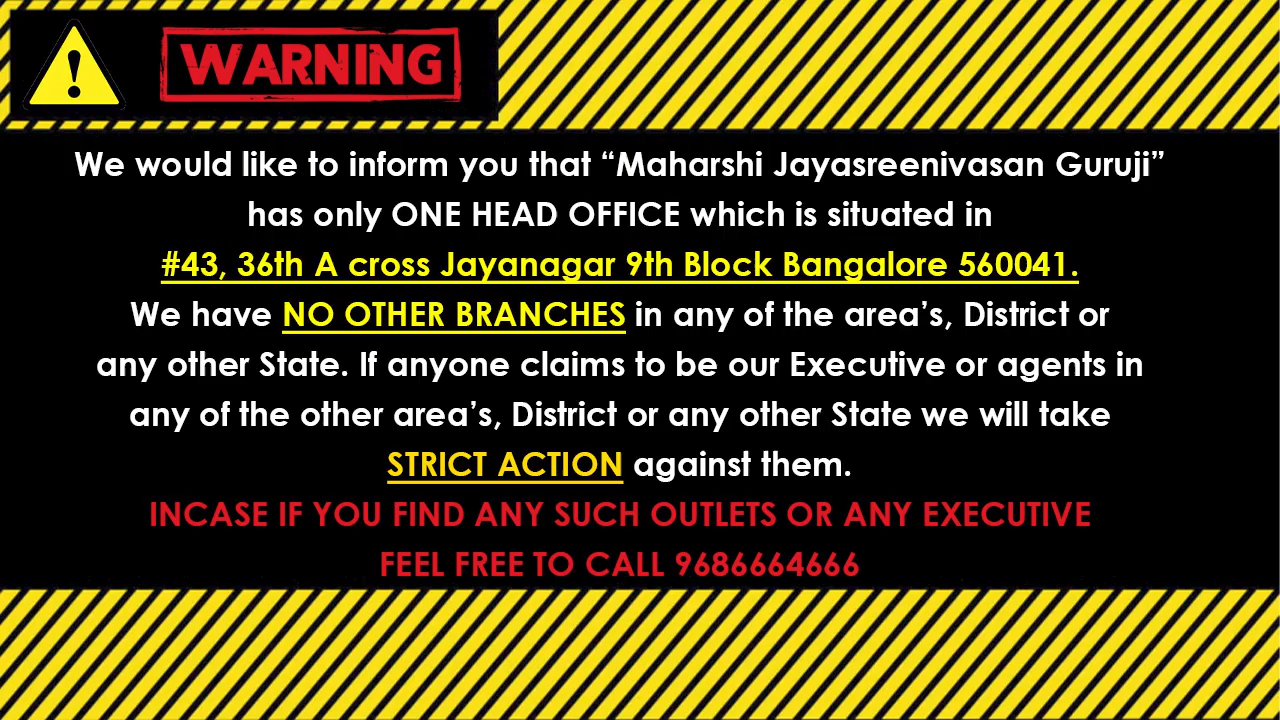 WARNING
We would like to inform you that “Maharshi Jayasreenivasan Guruji”
has only ONE HEAD OFFICE which is situated in
#43, 36th A cross Jayanagar 9th Block Bangalore 560041.
We have NO OTHER BRANCHES in any of the area’s, District or
any other State. If anyone claims to be our Executive or agents in
any of the other area’s, District or any other State we will take
STRICT ACTION against them.
INCASE IF YOU FIND ANY SUCH OUTLETS OR ANY EXECUTIVE
FEEL FREE TO CALL 9686664666